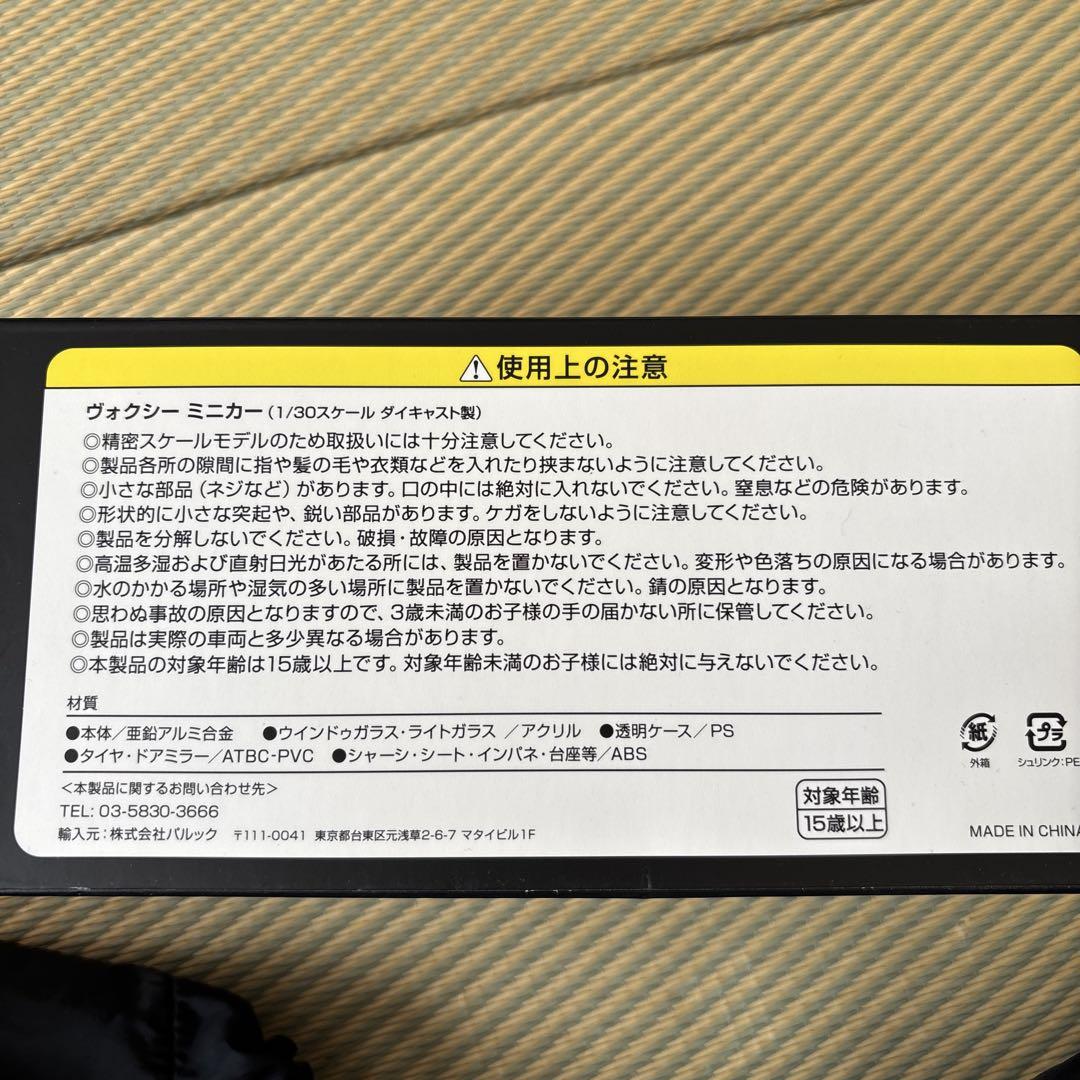 ⚠使用上の注意
ヴォクシー ミニカー(1/30スケール ダイキャスト製)
◎精密スケールモデルのため取扱いには十分注意してください。
◎製品各所の隙間に指や髪の毛や衣類などを入れたり挟まないように注意してください。
◎小さな部品(ネジなど)があります。口の中には絶対に入れないでください。窒息などの危険があります。
◎形状的に小さな突起や、鋭い部品があります。ケガをしないように注意してください。
◎製品を分解しないでください。破損・故障の原因となります。
◎高温多湿および直射日光があたる所には、製品を置かないでください。変形や色落ちの原因になる場合があります。
◎水のかかる場所や湿気の多い場所に製品を置かないでください。錆の原因となります。
◎思わぬ事故の原因となりますので、3歳未満のお子様の手の届かない所に保管してください。
◎製品は実際の車両と多少異なる場合があります。
◎本製品の対象年齢は15歳以上です。対象年齢未満のお子様には絶対に与えないでください。
材質
●本体/亜鉛アルミ合金 ●ウインドゥガラス・ライトガラス /アクリル ●透明ケース/PS
●タイヤ・ドアミラー/ATBC-PVC ●シャーシ・シート・インパネ・台座等/ABS
紙
外箱
プラ
シュリンク:PE
<本製品に関するお問い合わせ先>
TEL: 03-5830-3666
輸入元:株式会社パルック 〒111-0041 東京都台東区元浅草2-6-7 マタイビル1F
対象年齢
15歳以上
MADE IN CHINA